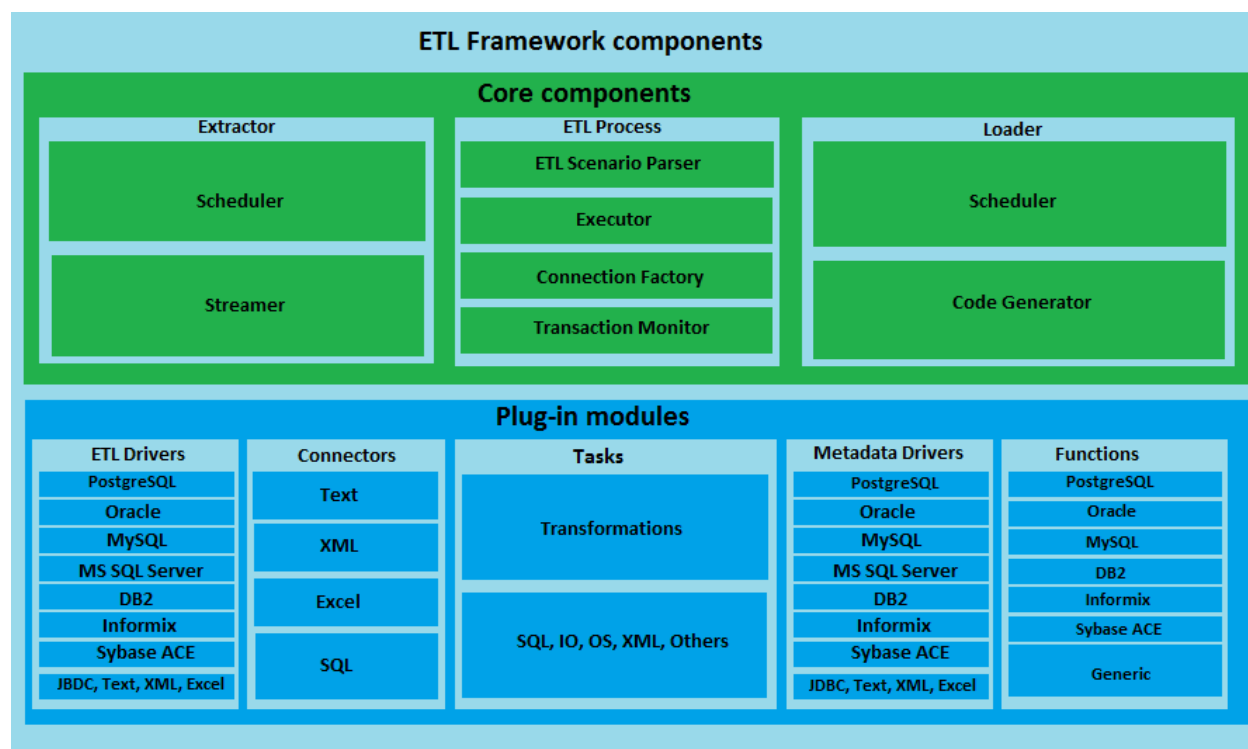 ETL Framework components
Core components
Extractor
Scheduler
Streamer
ETL Process
ETL Scenario Parser
Executor
Connection Factory
Transaction Monitor
Loader
Scheduler
Code Generator
Plug-in modules
ETL Drivers
PostgreSQL
Oracle
MySQL
MS SQL Server
DB2
Informix
Sybase ACE
JBDC, Text, XML, Excel
Connectors
Text
XML
Excel
SQL
Tasks
Transformations
SQL, IO, OS, XML, Others
Metadata Drivers
PostgreSQL
Oracle
MySQL
MS SQL Server
DB2
Informix
Sybase ACE
JDBC, Text, XML, Excel
Functions
PostgreSQL
Oracle
MySQL
DB2
Informix
Sybase ACE
Generic